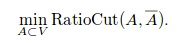 min RatioCut(A, A̅).
A⊂V